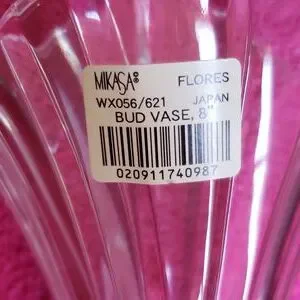 MIKASA FLORES
WX056/621 JAPAN
BUD VASE, 8"
020911740987